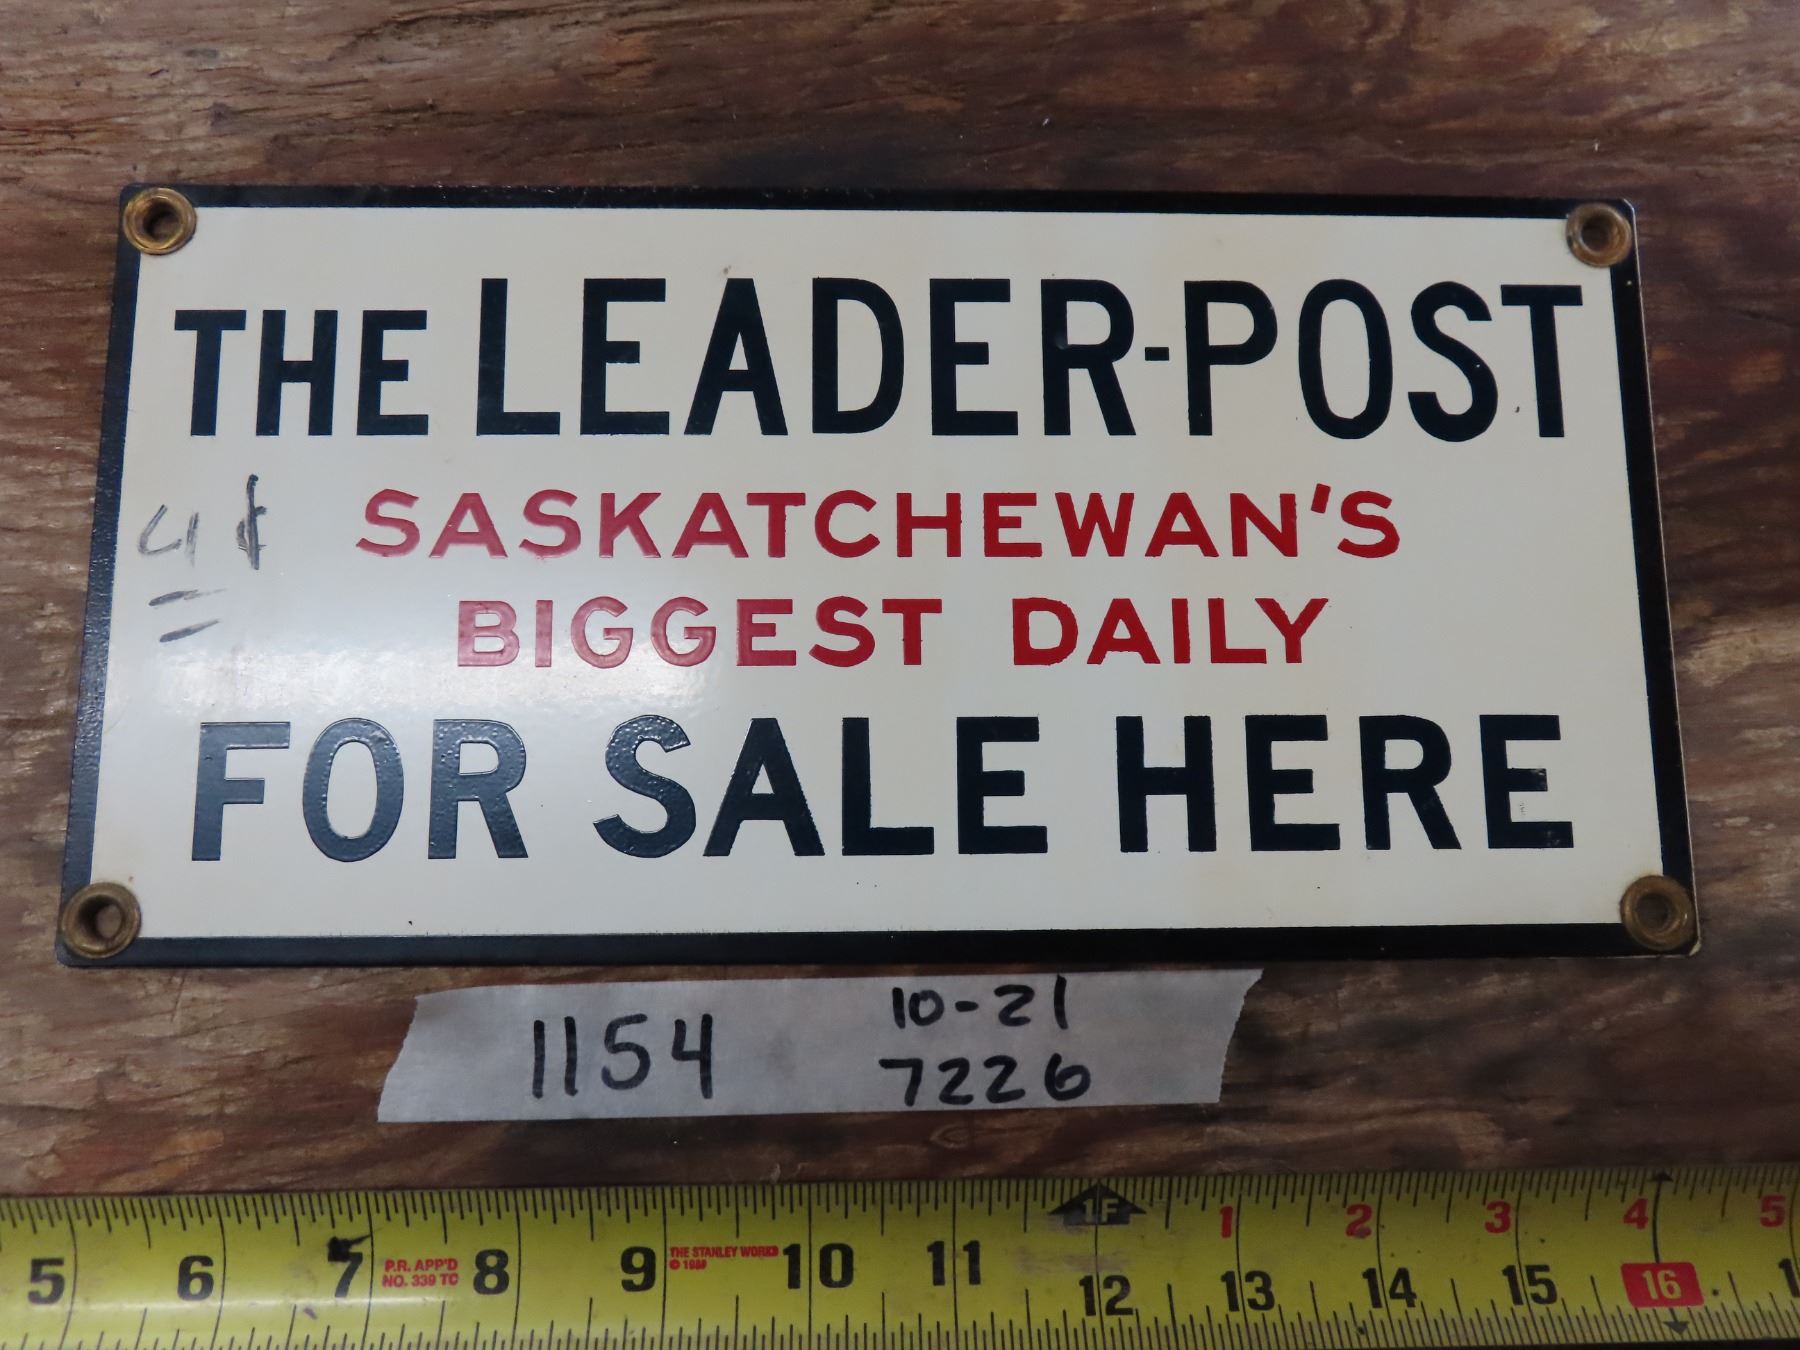 THE LEADER-POST
4¢
SASKATCHEWAN'S
BIGGEST DAILY
FOR SALE HERE
1154 10-21
7226
1F 1 2 3 4 5
5 6 7 P.R. APP'D NO. 339 TC 8 9 THE STANLEY WORKS 10 11 12 13 14 15 16